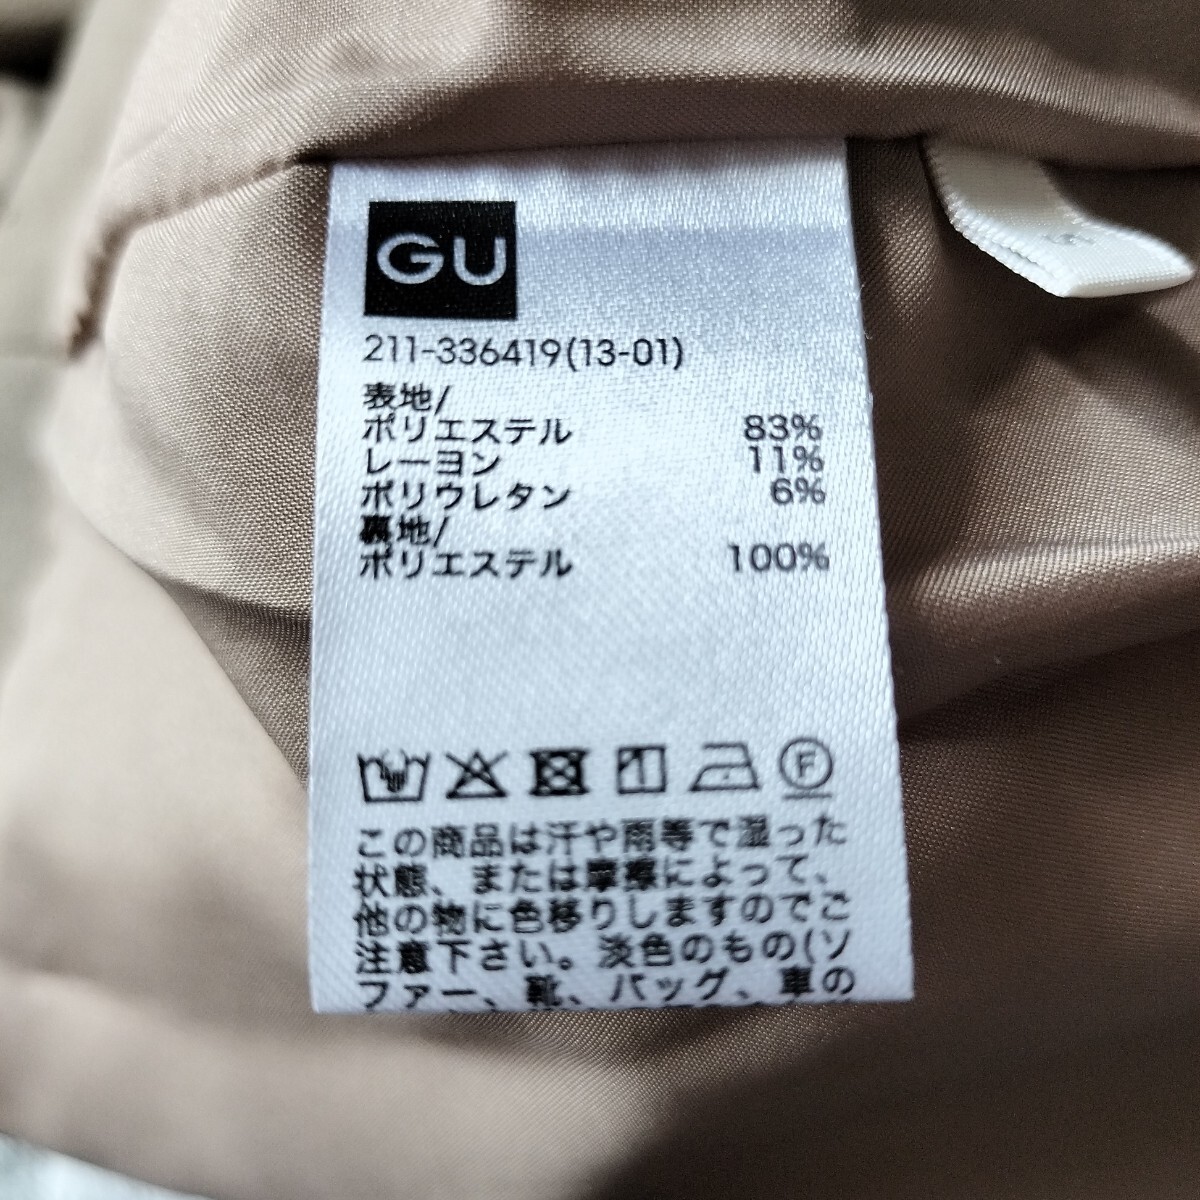 GU
211-336419(13-01)
表地/
ポリエステル 83%
レーヨン 11%
ポリウレタン 6%
裏地/
ポリエステル 100%
F
この商品は汗や雨等で湿った
状態、または摩擦によって、
他の物に色移りしますのでご
注意下さい。淡色のもの(ソ
ファー、靴、バッグ、車の